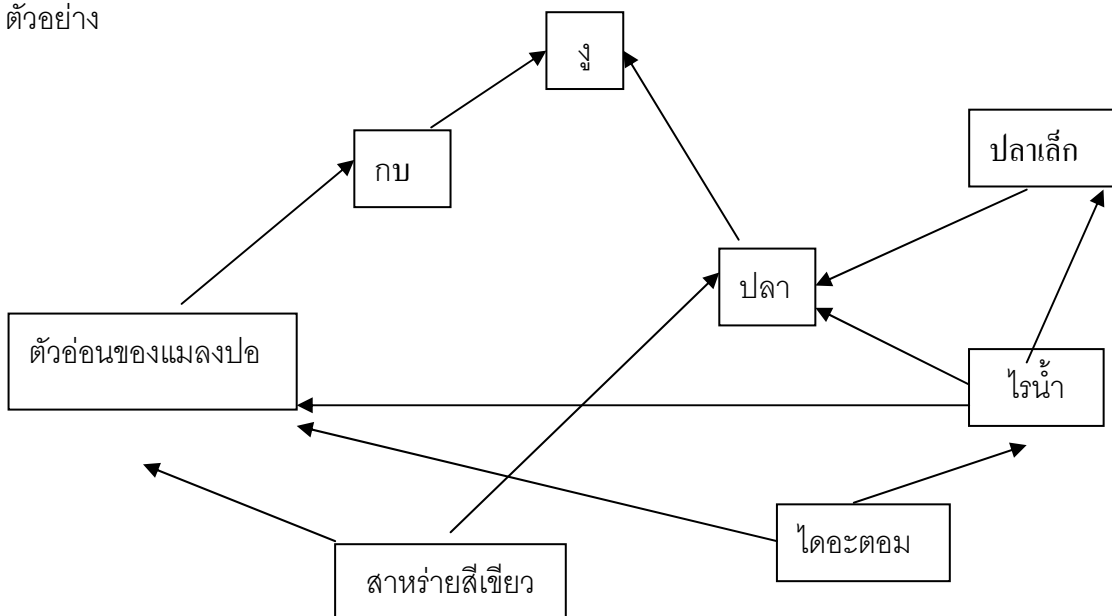 ตัวอย่าง
งู
กบ
ปลาเล็ก
ปลา
ตัวอ่อนของแมลงปอ
ไรน้ำ
ไดอะตอม
สาหร่ายสีเขียว